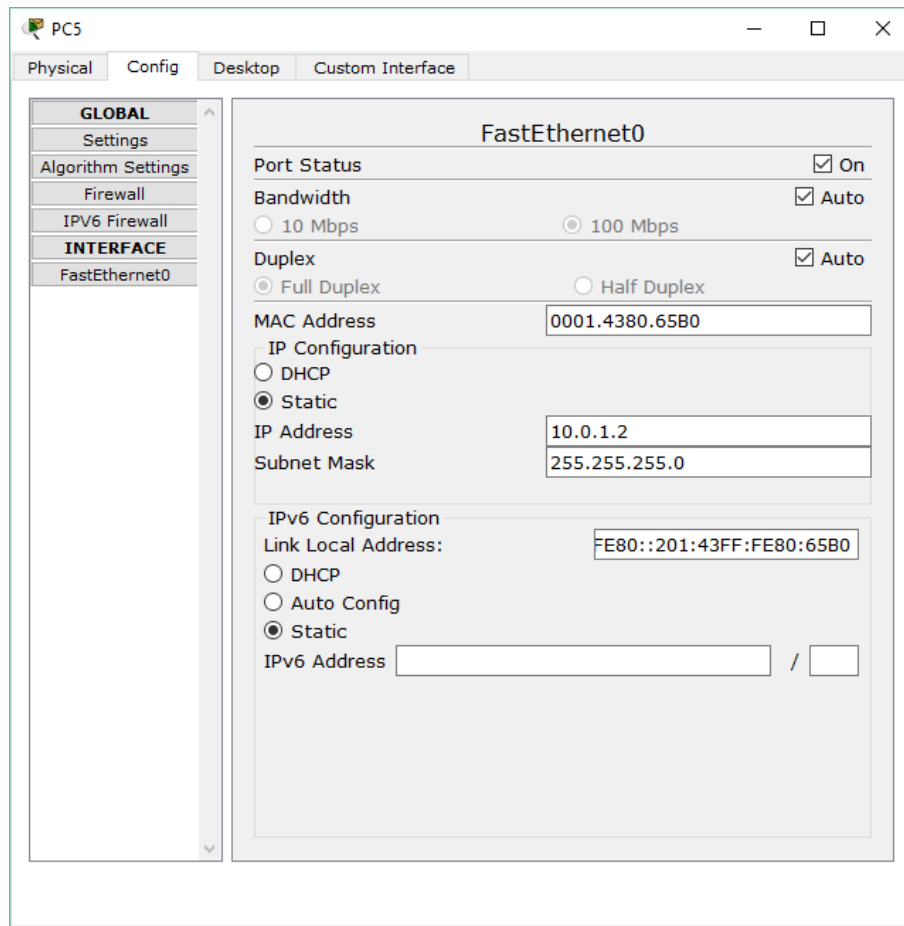 PC5
Physical Config Desktop Custom Interface
GLOBAL
Settings
Algorithm Settings
Firewall
IPV6 Firewall
INTERFACE
FastEthernet0
FastEthernet0
Port Status On
Bandwidth Auto
10 Mbps 100 Mbps
Duplex Auto
Full Duplex Half Duplex
MAC Address 0001.4380.65B0
IP Configuration
DHCP
Static
IP Address 10.0.1.2
Subnet Mask 255.255.255.0
IPv6 Configuration
Link Local Address: FE80::201:43FF:FE80:65B0
DHCP
Auto Config
Static
IPv6 Address /